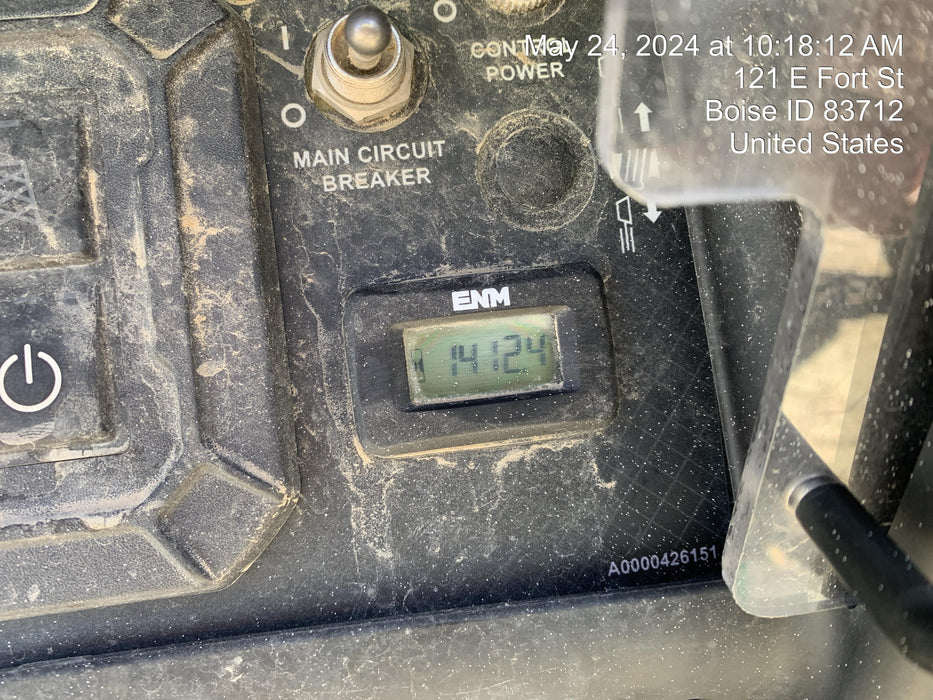 May 24, 2024 at 10:18:12 AM
121 E Fort St
Boise ID 83712
United States
I
O
O
CONTROL
POWER
MAIN CIRCUIT
BREAKER
ENM
14124
A0000426151